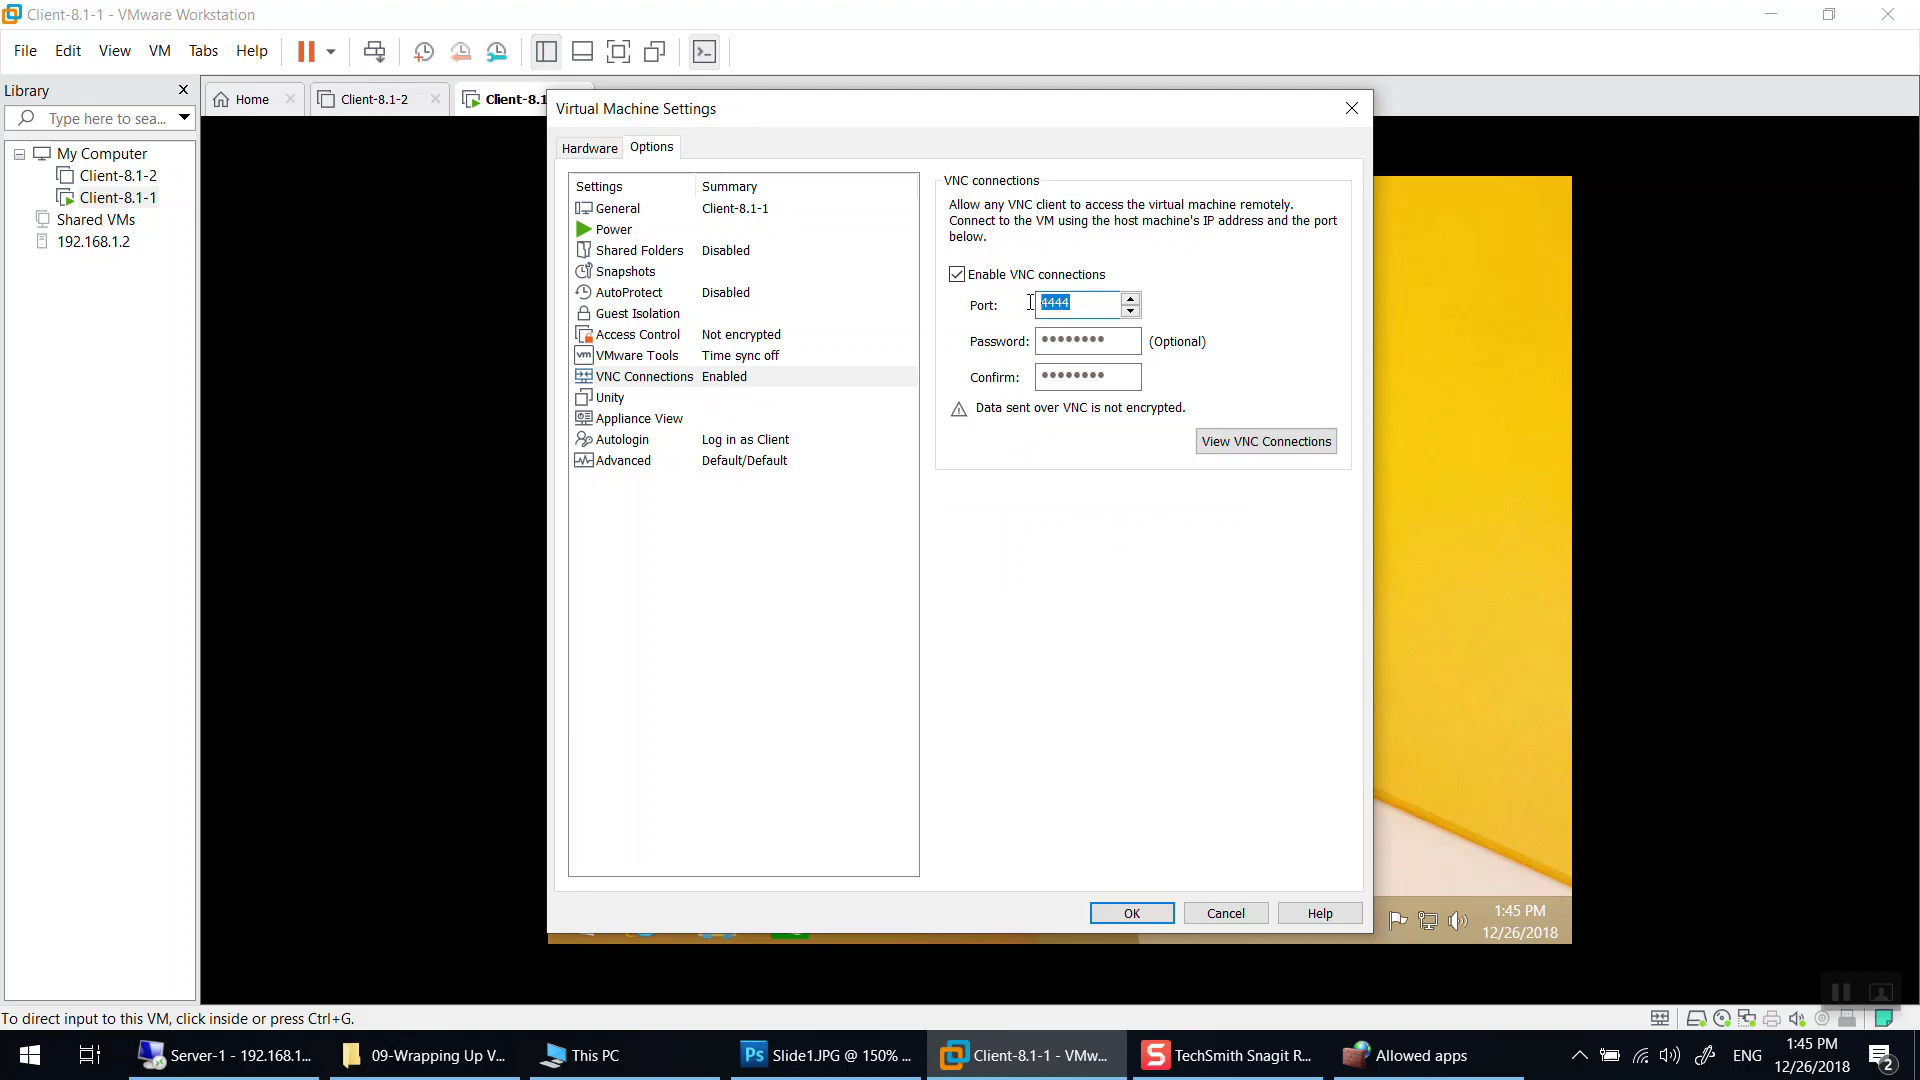 Client-8.1-1 - VMware Workstation
File Edit View VM Tabs Help
Library
Type here to sea...
My Computer
Client-8.1-2
Client-8.1-1
Shared VMs
192.168.1.2
Home
Client-8.1-2
Client-8.1
Virtual Machine Settings
Hardware Options
Settings Summary
General Client-8.1-1
Power
Shared Folders Disabled
Snapshots
AutoProtect Disabled
Guest Isolation
Access Control Not encrypted
VMware Tools Time sync off
VNC Connections Enabled
Unity
Appliance View
Autologin Log in as Client
Advanced Default/Default
VNC connections
Allow any VNC client to access the virtual machine remotely.
Connect to the VM using the host machine's IP address and the port
below.
Enable VNC connections
Port: 4444
Password: (Optional)
Confirm:
Data sent over VNC is not encrypted.
View VNC Connections
OK Cancel Help
1:45 PM
12/26/2018
To direct input to this VM, click inside or press Ctrl+G.
Server-1 - 192.168.1...
09-Wrapping Up V...
This PC
Ps Slide1.JPG @ 150% ...
Client-8.1-1 - VMw...
S TechSmith Snagit R...
Allowed apps
ENG
1:45 PM
12/26/2018
2